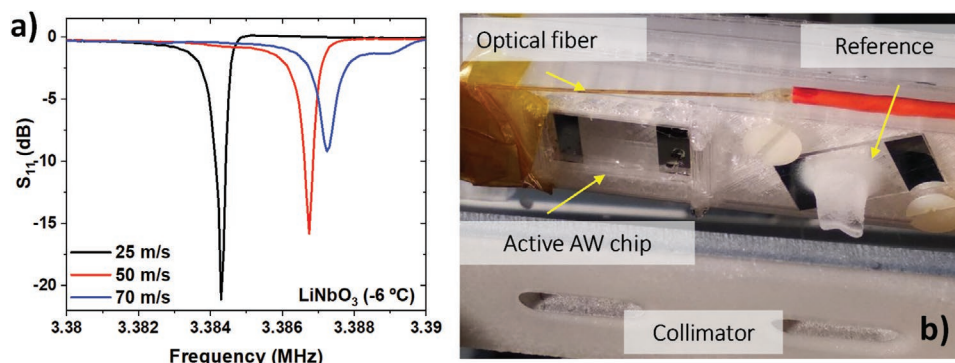 a)
0
-5
-10
-15
-20
S₁₁ (dB)
25 m/s
50 m/s
70 m/s
LiNbO₃ (-6 ºC)
3.38
3.382
3.384
3.386
3.388
3.39
Frequency (MHz)
Optical fiber
Reference
Active AW chip
Collimator
b)